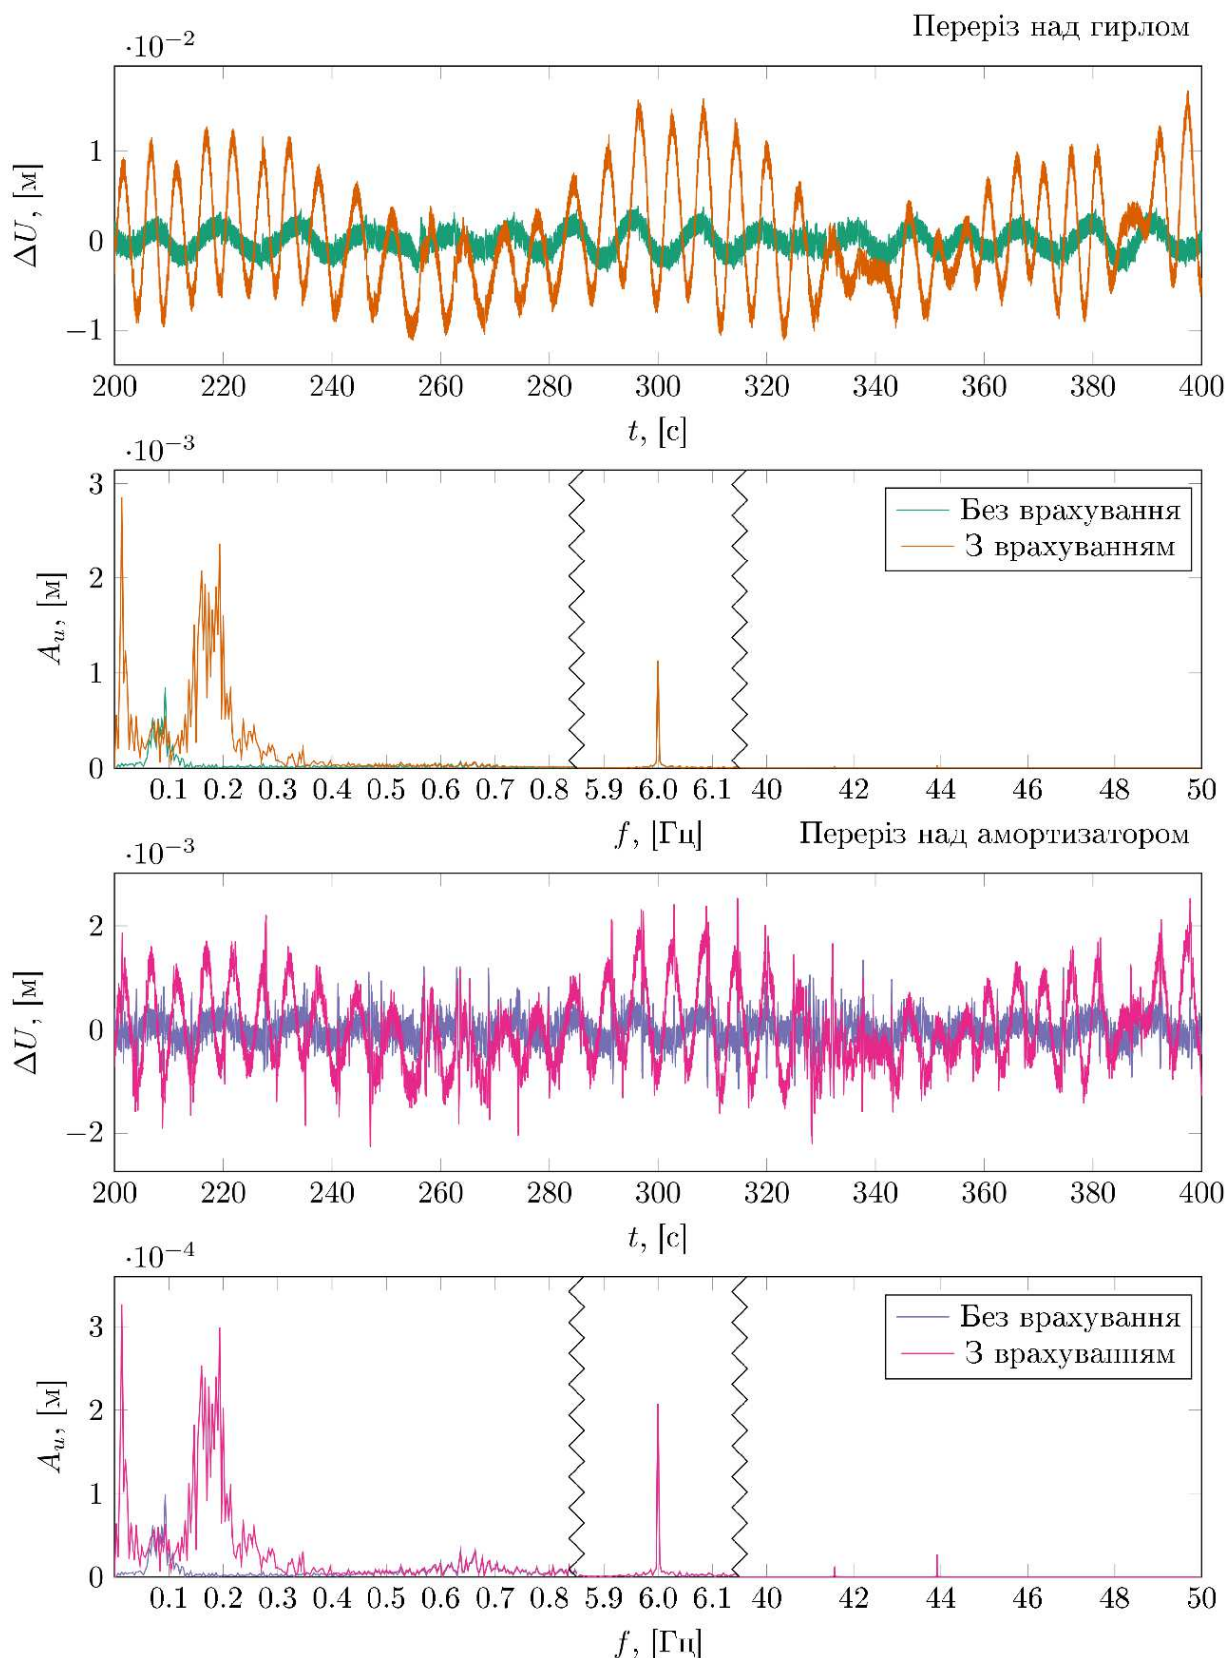 Переріз над гирлом
·10−2
ΔU, [м]
1
0
−1
200 220 240 260 280 300 320 340 360 380 400
t, [с]
·10−3
A_u, [м]
3
2
1
0
Без врахування
З врахуванням
0.1 0.2 0.3 0.4 0.5 0.6 0.7 0.8 5.9 6.0 6.1 40 42 44 46 48 50
f, [Гц]
Переріз над амортизатором
·10−3
ΔU, [м]
2
0
−2
200 220 240 260 280 300 320 340 360 380 400
t, [с]
·10−4
A_u, [м]
3
2
1
0
Без врахування
З врахуванням
0.1 0.2 0.3 0.4 0.5 0.6 0.7 0.8 5.9 6.0 6.1 40 42 44 46 48 50
f, [Гц]